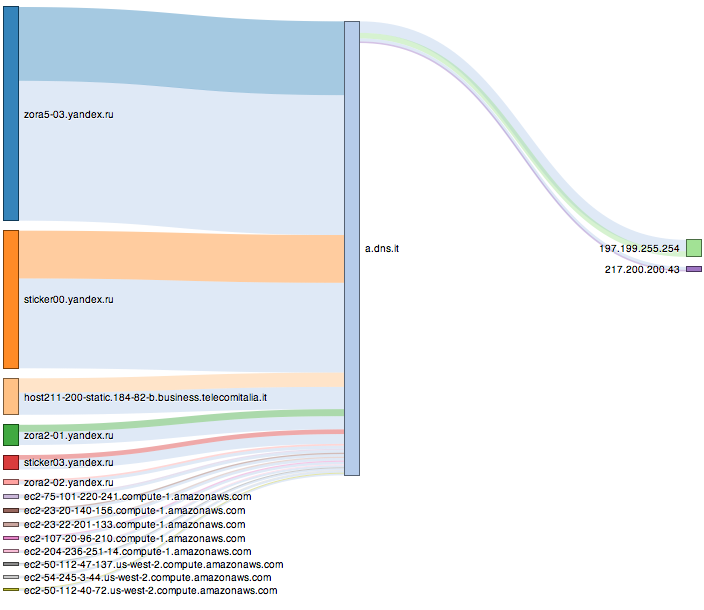 zora5-03.yandex.ru
a.dns.it
197.199.255.254
217.200.200.43
sticker00.yandex.ru
host211-200-static.184-82-b.business.telecomitalia.it
zora2-01.yandex.ru
sticker03.yandex.ru
zora2-02.yandex.ru
ec2-75-101-220-241.compute-1.amazonaws.com
ec2-23-20-140-156.compute-1.amazonaws.com
ec2-23-22-201-133.compute-1.amazonaws.com
ec2-107-20-96-210.compute-1.amazonaws.com
ec2-204-236-251-14.compute-1.amazonaws.com
ec2-50-112-47-137.us-west-2.compute.amazonaws.com
ec2-54-245-3-44.us-west-2.compute.amazonaws.com
ec2-50-112-40-72.us-west-2.compute.amazonaws.com